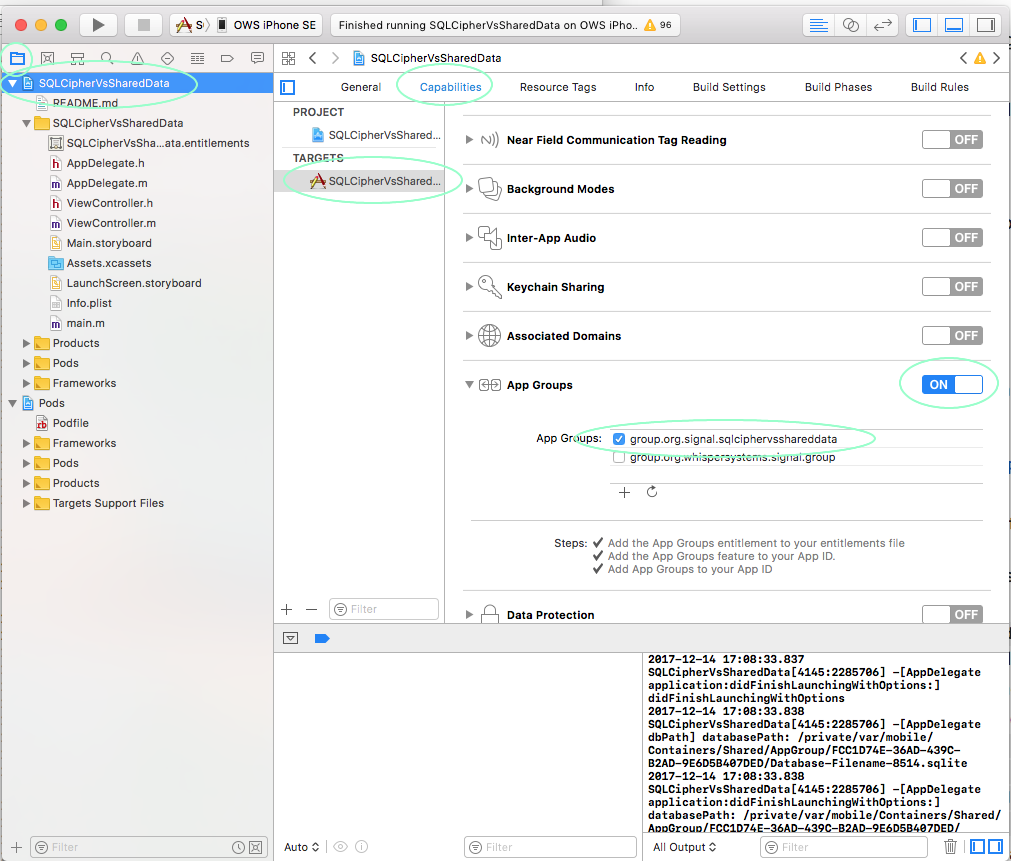 S
OWS iPhone SE
Finished running SQLCipherVsSharedData on OWS iPho..
96
SQLCipherVsSharedData
README.md
SQLCipherVsSharedData
SQLCipherVsSha...ata.entitlements
AppDelegate.h
AppDelegate.m
ViewController.h
ViewController.m
Main.storyboard
Assets.xcassets
LaunchScreen.storyboard
Info.plist
main.m
Products
Pods
Frameworks
Pods
Podfile
Frameworks
Pods
Products
Targets Support Files
Filter
SQLCipherVsSharedData
General
Capabilities
Resource Tags
Info
Build Settings
Build Phases
Build Rules
PROJECT
SQLCipherVsShared...
TARGETS
SQLCipherVsShared...
Filter
Near Field Communication Tag Reading
OFF
Background Modes
OFF
Inter-App Audio
OFF
Keychain Sharing
OFF
Associated Domains
OFF
App Groups
ON
App Groups:
group.org.signal.sqlciphervsshareddata
group.org.whispersystems.signal.group
Steps:
Add the App Groups entitlement to your entitlements file
Add the App Groups feature to your App ID.
Add App Groups to your App ID
Data Protection
OFF
Auto
Filter
2017-12-14 17:08:33.837
SQLCipherVsSharedData[4145:2285706] -[AppDelegate
application:didFinishLaunchingWithOptions:]
didFinishLaunchingWithOptions
2017-12-14 17:08:33.838
SQLCipherVsSharedData[4145:2285706] -[AppDelegate
dbPath] databasePath: /private/var/mobile/
Containers/Shared/AppGroup/FCC1D74E-36AD-439C-
B2AD-9E6D5B407DED/Database-Filename-8514.sqlite
2017-12-14 17:08:33.838
SQLCipherVsSharedData[4145:2285706] -[AppDelegate
application:didFinishLaunchingWithOptions:]
databasePath: /private/var/mobile/Containers/Shared/
AppGroup/FCC1D74E-36AD-439C-B2AD-9E6D5B407DED/
All Output
Filter